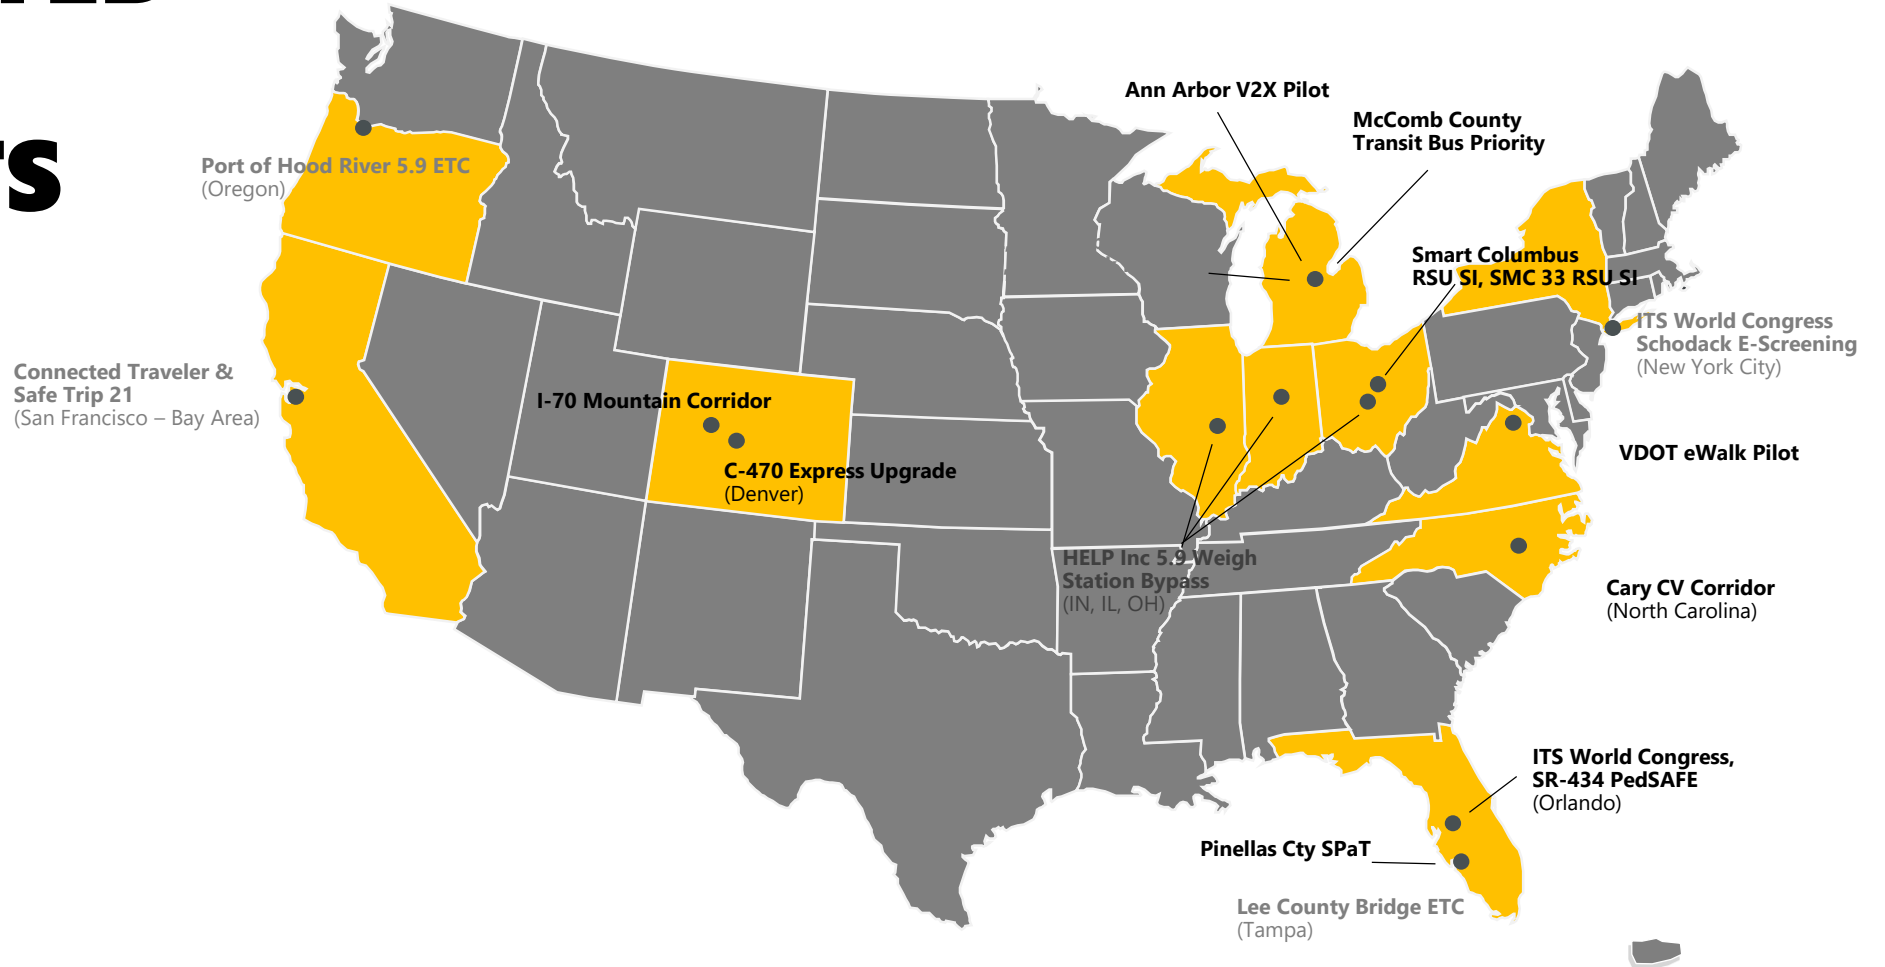 TS
Ann Arbor V2X Pilot
McComb County
Transit Bus Priority
Port of Hood River 5.9 ETC
(Oregon)
Smart Columbus
RSU SI, SMC 33 RSU SI
ITS World Congress
Schodack E-Screening
(New York City)
Connected Traveler &
Safe Trip 21
(San Francisco – Bay Area)
I-70 Mountain Corridor
C-470 Express Upgrade
(Denver)
VDOT eWalk Pilot
HELP Inc 5.9 Weigh
Station Bypass
(IN, IL, OH)
Cary CV Corridor
(North Carolina)
ITS World Congress,
SR-434 PedSAFE
(Orlando)
Pinellas Cty SPaT
Lee County Bridge ETC
(Tampa)